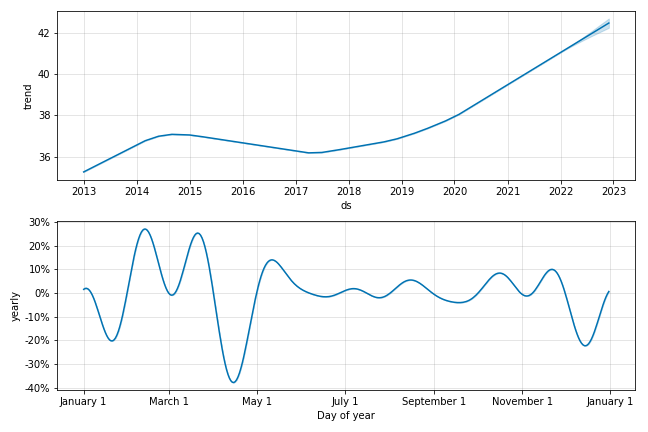 42
40
38
36
trend
2013 2014 2015 2016 2017 2018 2019 2020 2021 2022 2023
ds
30%
20%
10%
0%
-10%
-20%
-30%
-40%
yearly
January 1 March 1 May 1 July 1 September 1 November 1 January 1
Day of year